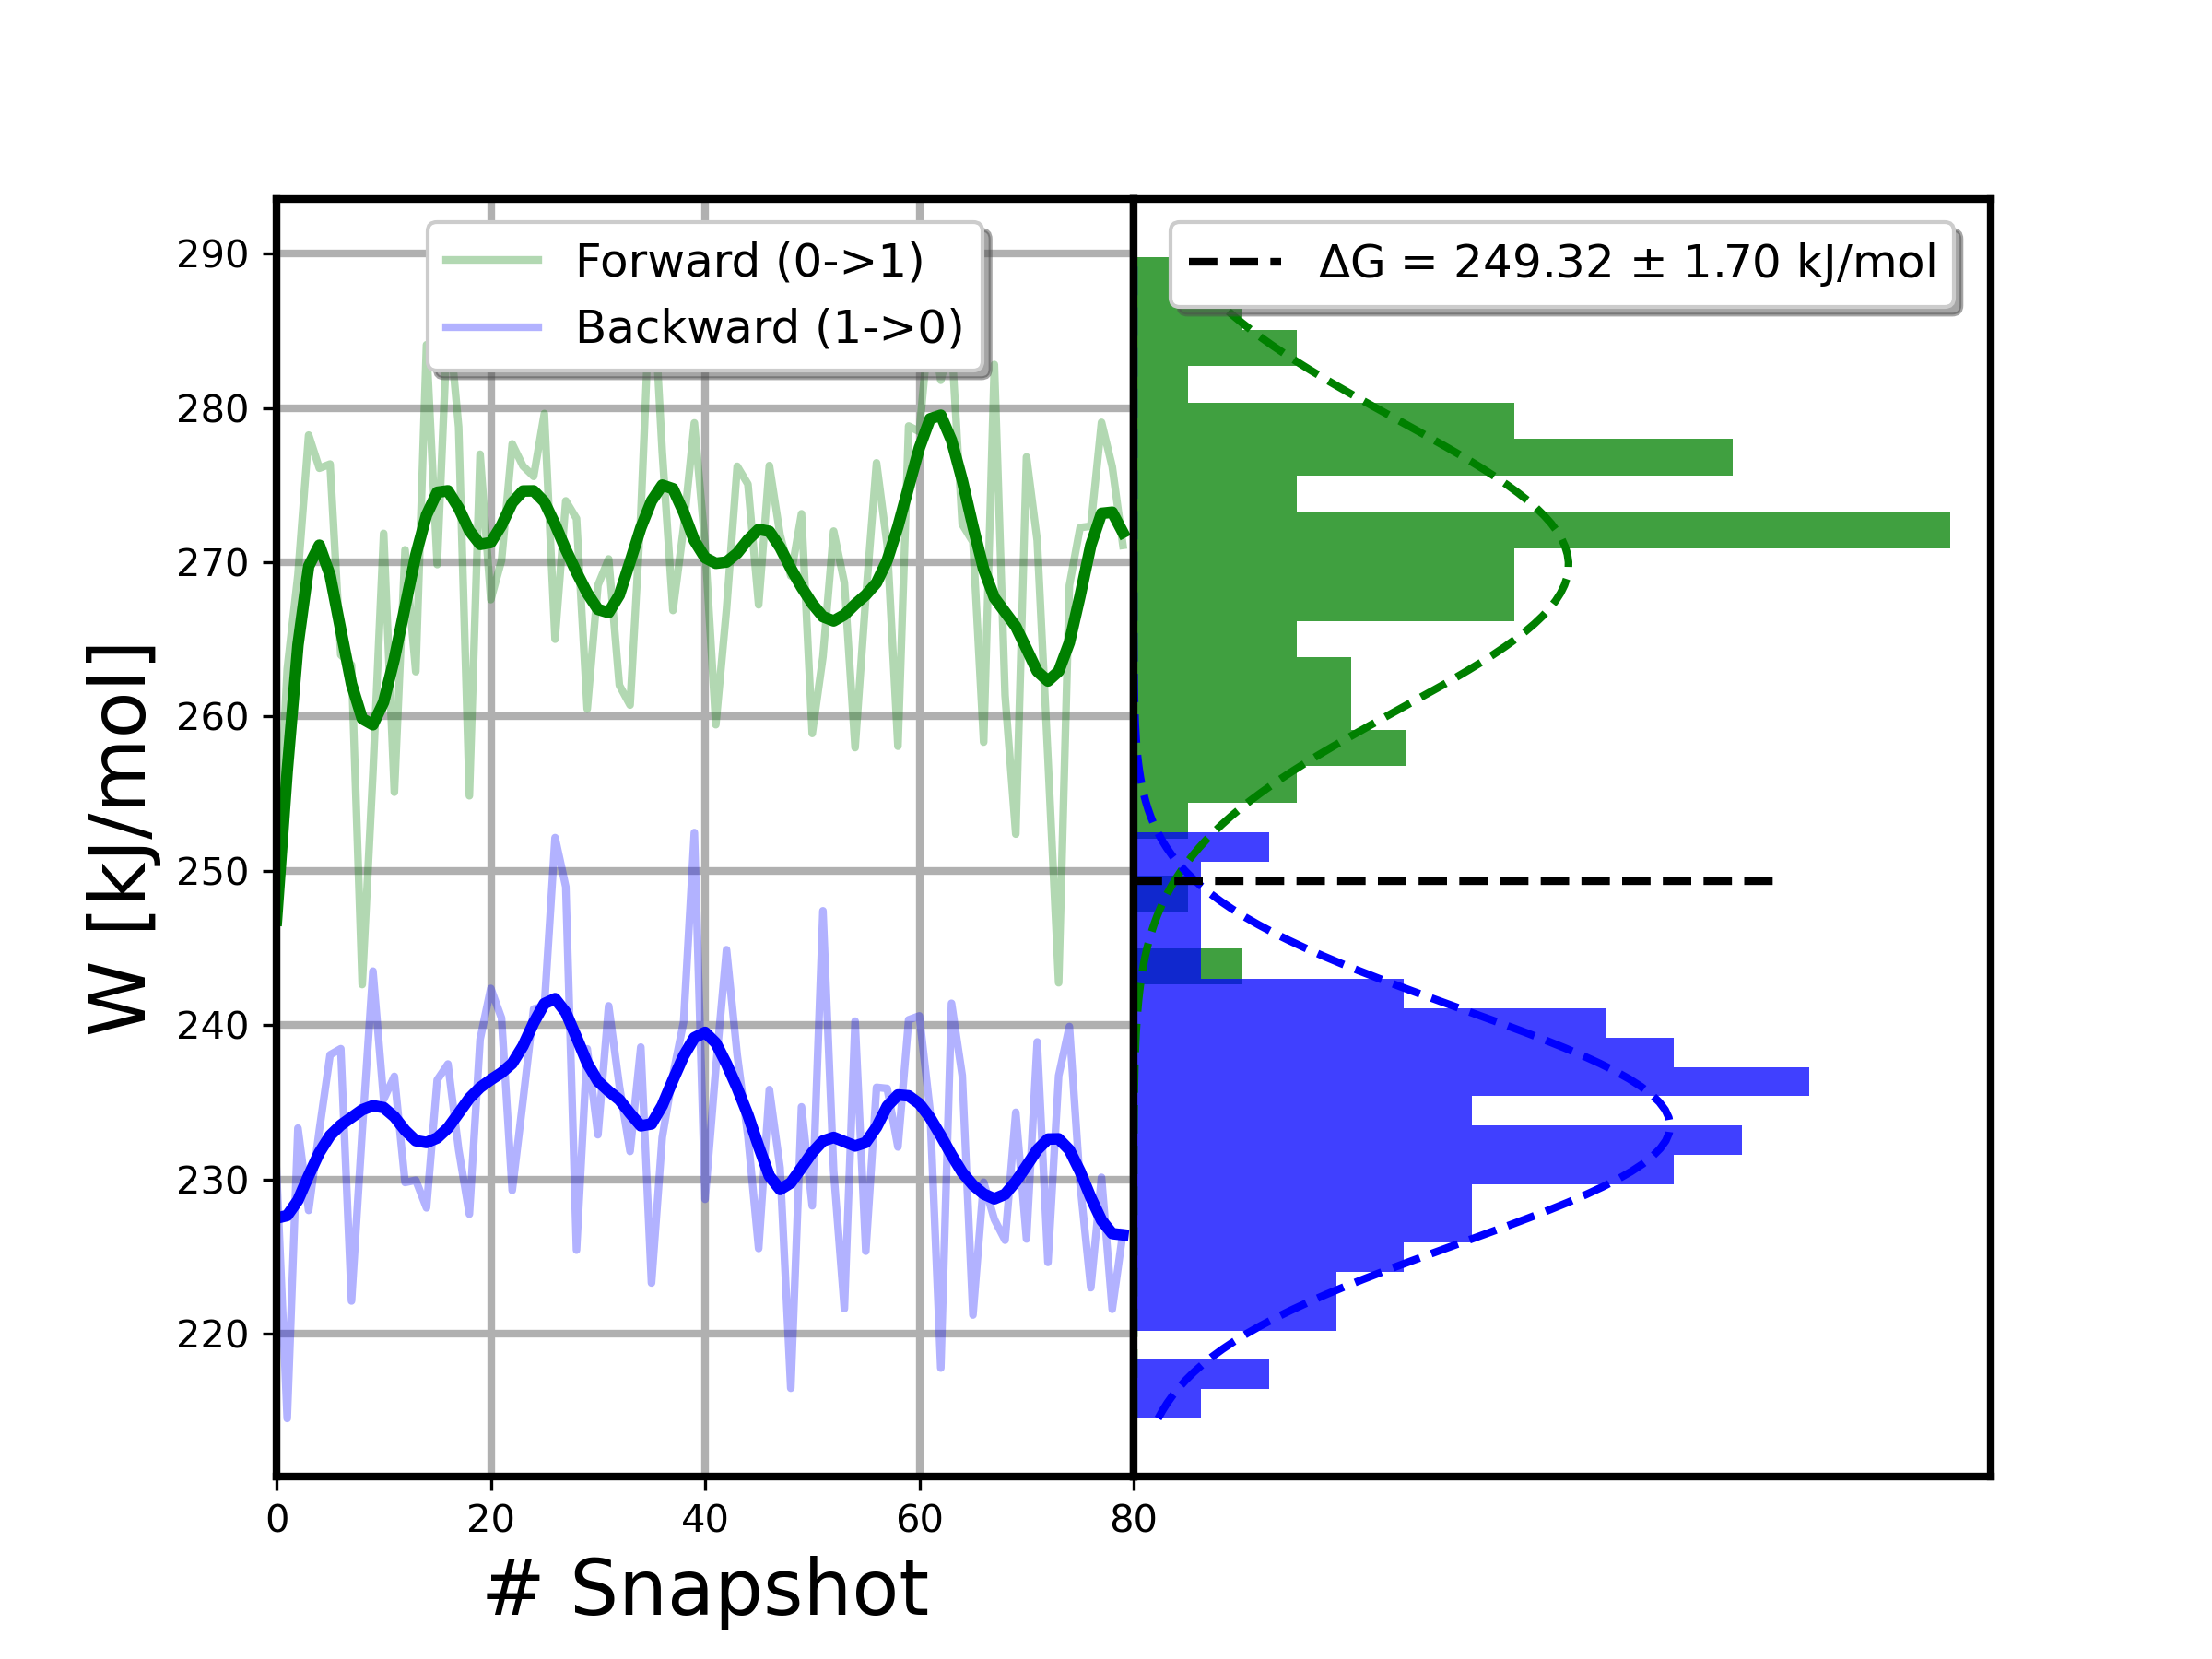 Forward (0->1)
Backward (1->0)
ΔG = 249.32 ± 1.70 kJ/mol
W [kJ/mol]
290
280
270
260
250
240
230
220
0 20 40 60 80
# Snapshot